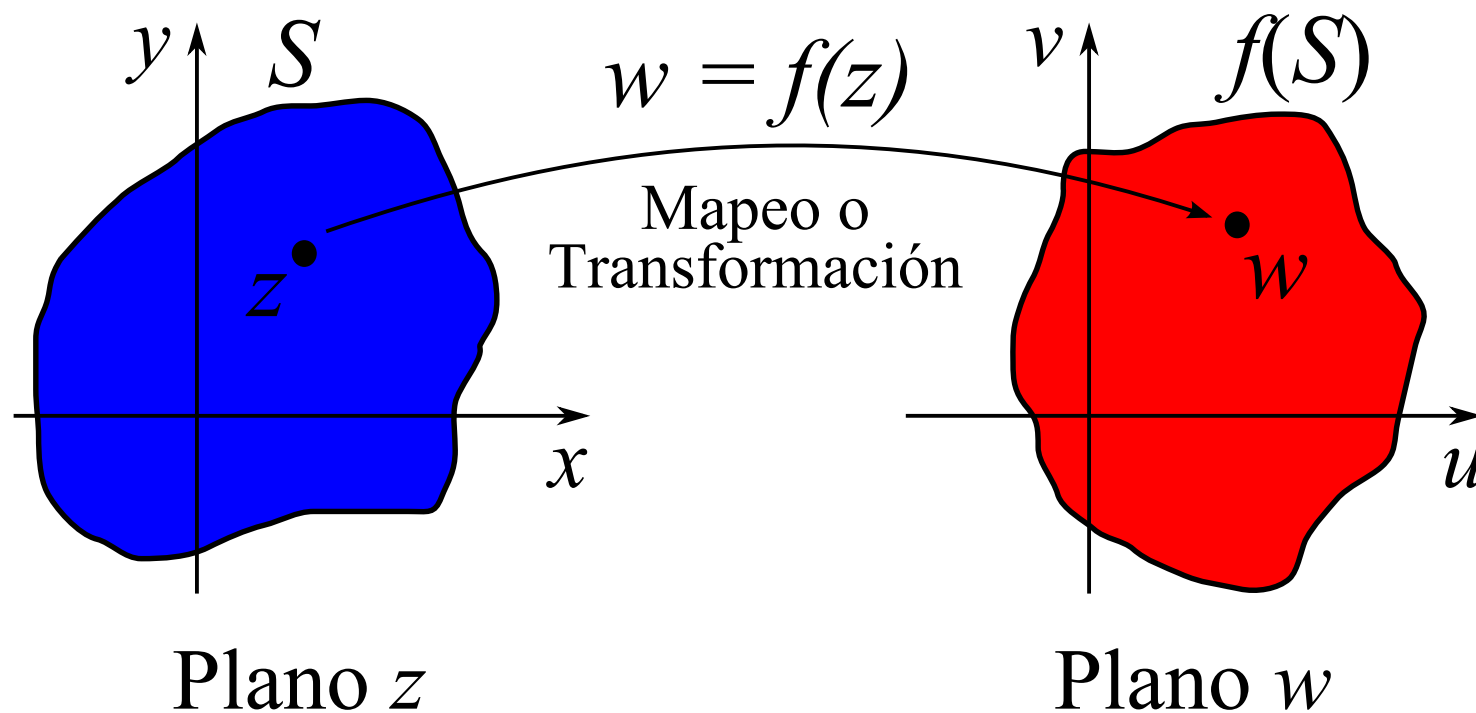 y
S
w = f(z)
v
f(S)
Mapeo o
Transformación
z
w
x
u
Plano z
Plano w